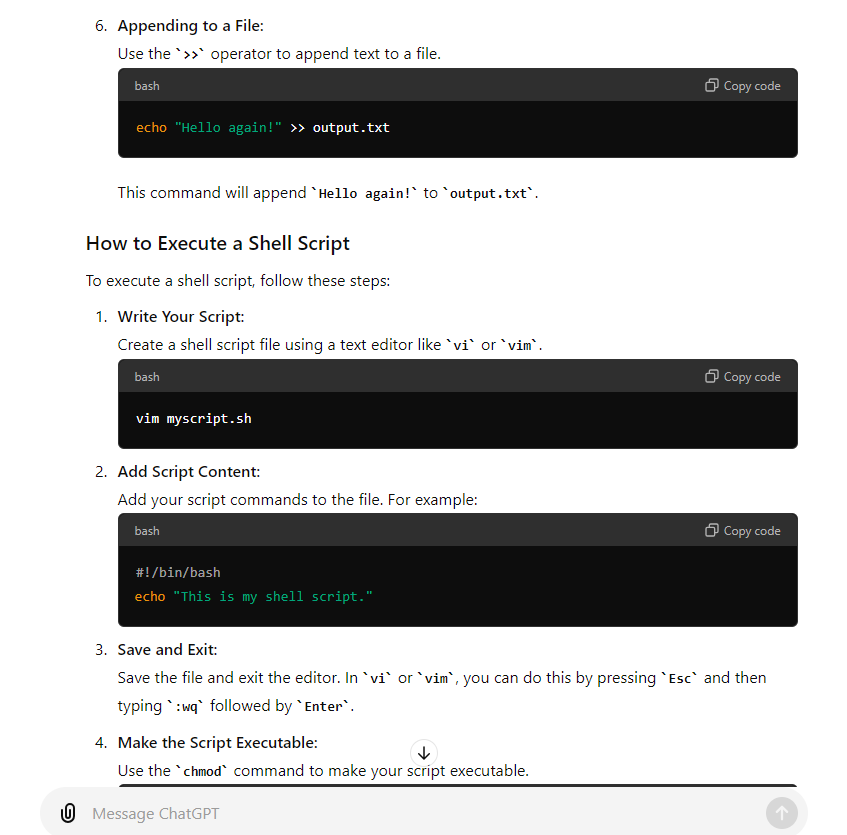 6. Appending to a File:
Use the `>>` operator to append text to a file.
bash Copy code
echo "Hello again!" >> output.txt
This command will append `Hello again!` to `output.txt`.
How to Execute a Shell Script
To execute a shell script, follow these steps:
1. Write Your Script:
Create a shell script file using a text editor like `vi` or `vim`.
bash Copy code
vim myscript.sh
2. Add Script Content:
Add your script commands to the file. For example:
bash Copy code
#!/bin/bash
echo "This is my shell script."
3. Save and Exit:
Save the file and exit the editor. In `vi` or `vim`, you can do this by pressing `Esc` and then
typing `:wq` followed by `Enter`.
4. Make the Script Executable:
Use the `chmod` command to make your script executable.
Message ChatGPT